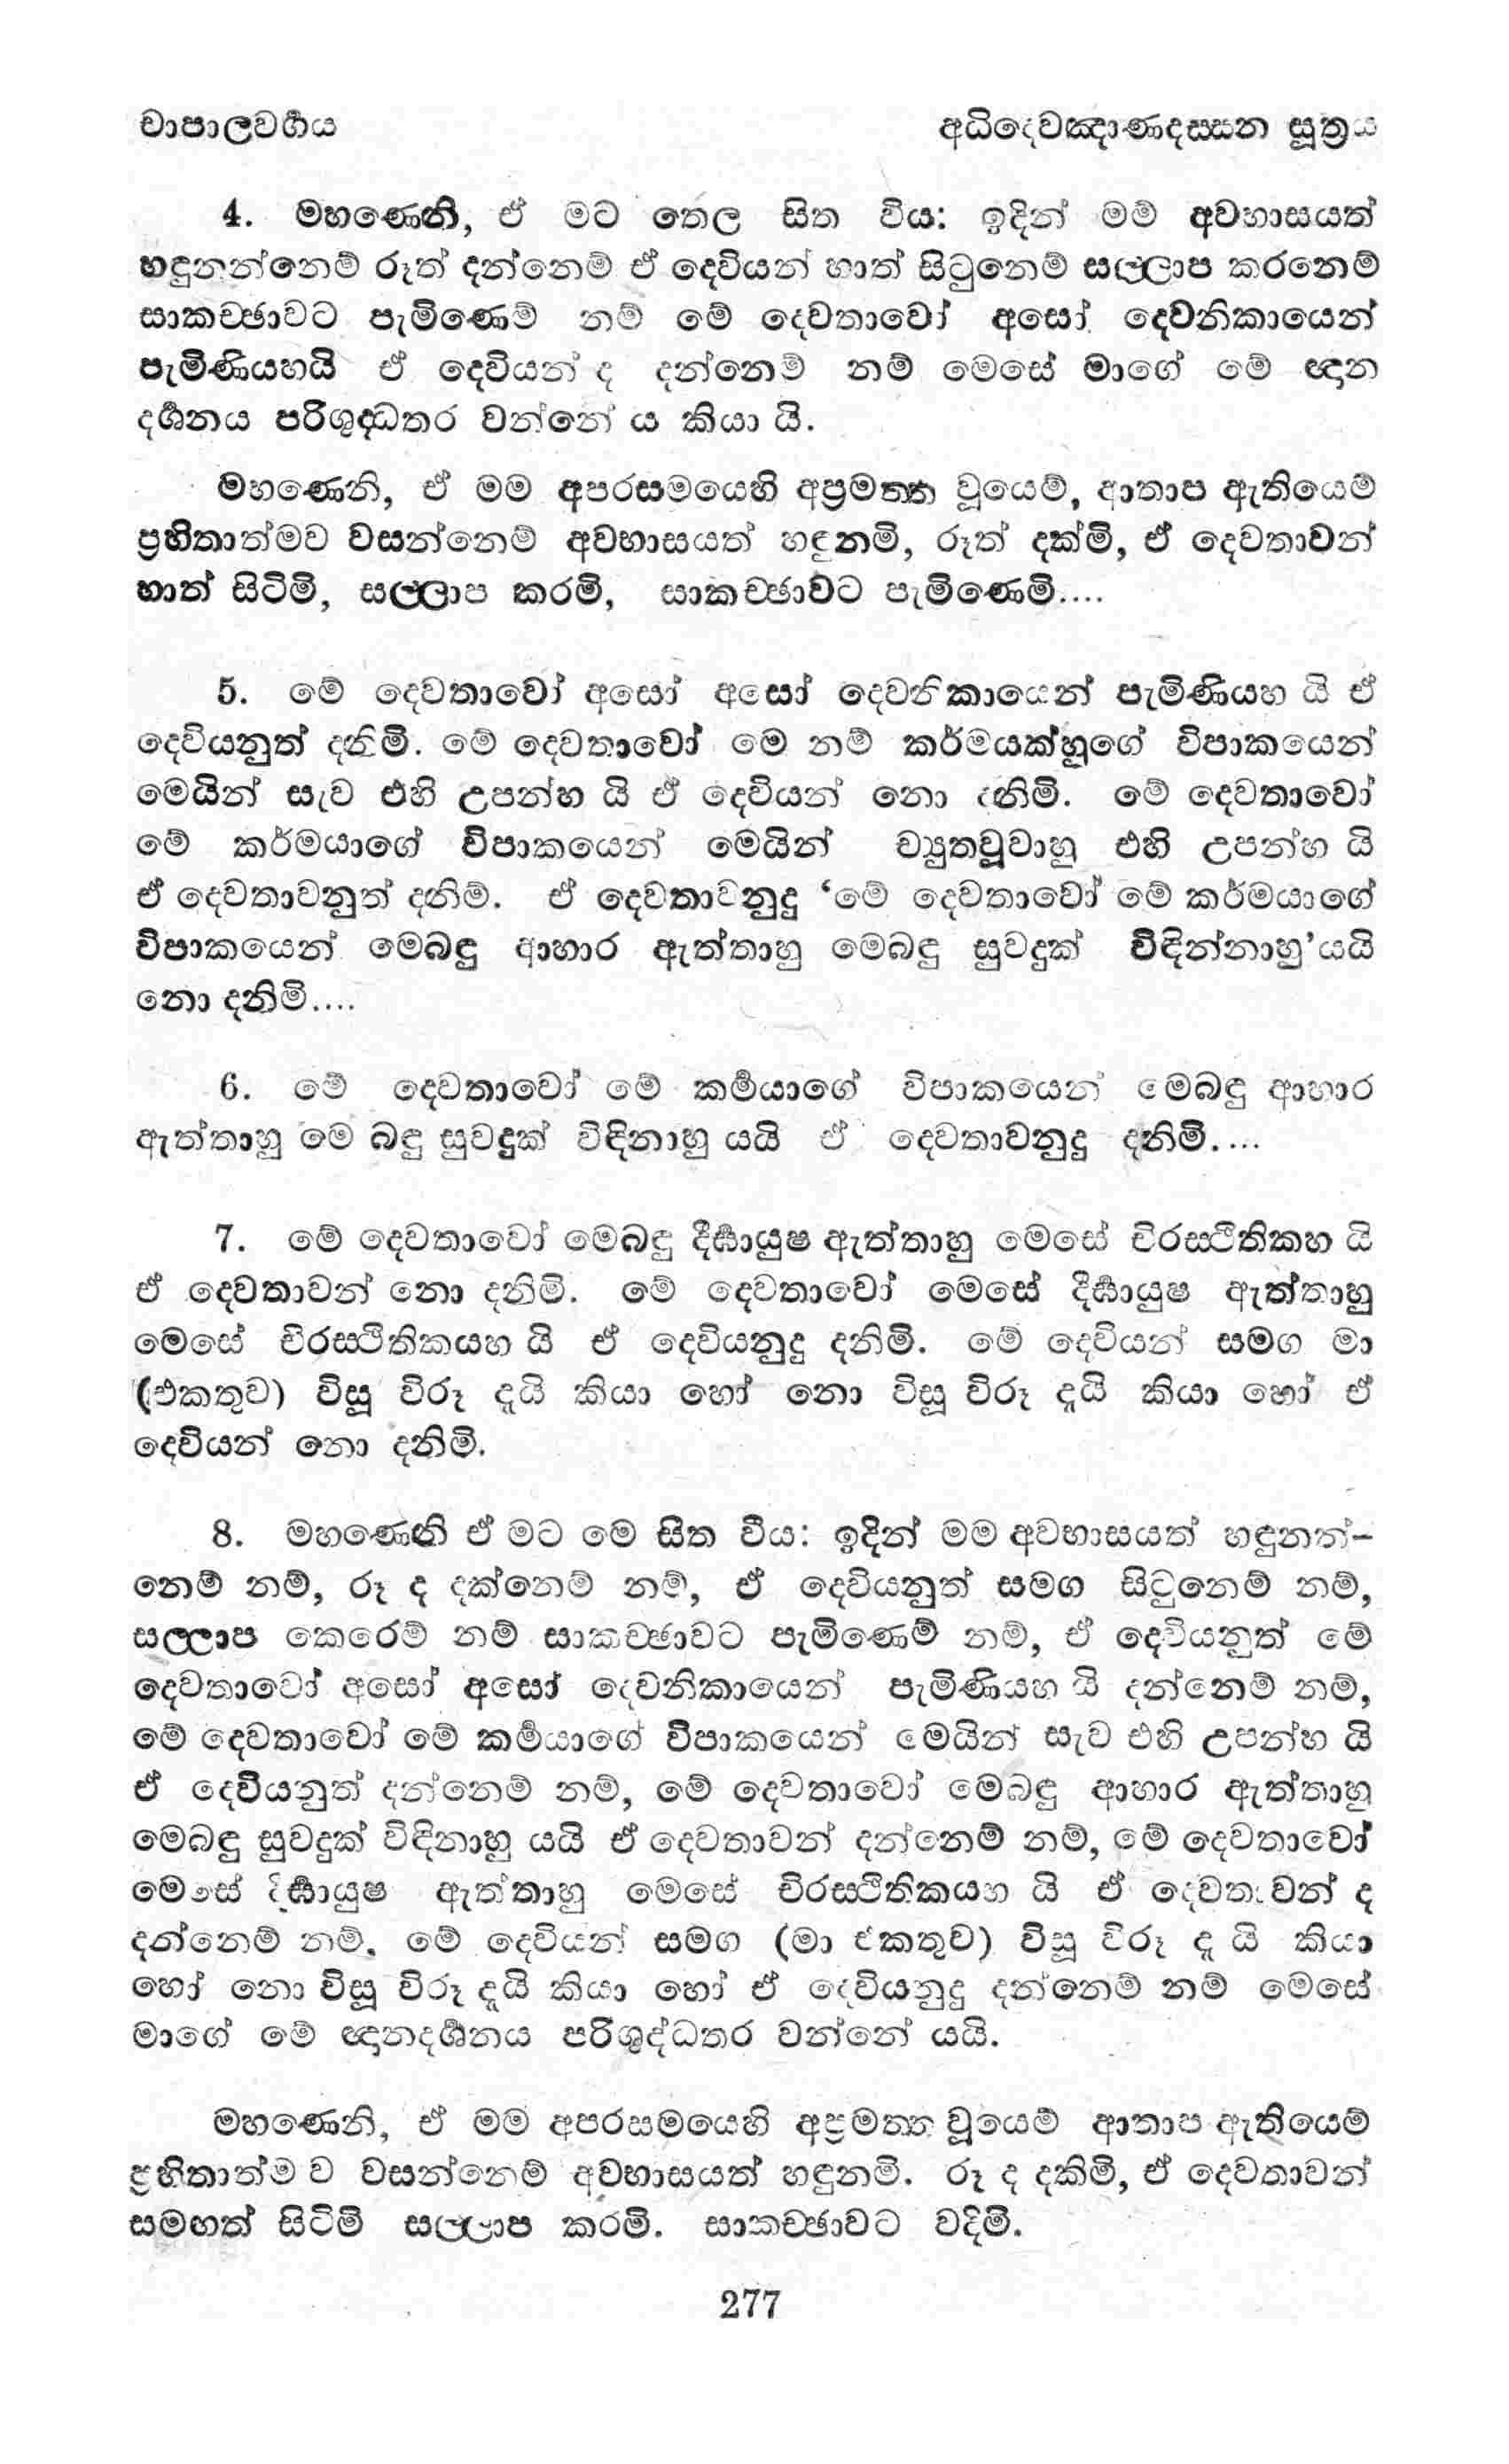 චාපාලවර්‍ගය
අධිදෙවඤාණදස්සන සූත්‍රය
4. මහණෙනි, ඒ මට තෙල සිත විය: ඉදින් මම් අවභාසයත්
හඳුනන්නෙම් රූත් දන්නෙම් ඒ දෙවියන් හාත් සිටුනෙම් සල්ලාප කරනෙම්
සාකච්ඡාවට පැමිණෙම් නම් මේ දෙවතාවෝ අසෝ දෙවනිකායෙන්
පැමිණියහයි ඒ දෙවියන් ද දන්නෙම් නම් මෙසේ මාගේ මේ ඥාන
දර්‍ශනය පරිශුද්ධතර වන්නේ ය කියා යි.
මහණෙනි, ඒ මම අපරසමයෙහි අප්‍රමත්ත වූයෙම්, ආතාප ඇතියෙම්
ප්‍රහිතාත්මව වසන්නෙම් අවභාසයත් හඳුනමි, රූත් දක්මි, ඒ දෙවතාවන්
හාත් සිටිමි, සල්ලාප කරමි, සාකච්ඡාවට පැමිණෙමි....
5. මේ දෙවතාවෝ අසෝ අසෝ දෙවනිකායෙන් පැමිණියහ යි ඒ
දෙවියනුත් දනිමි. මේ දෙවතාවෝ මෙ නම් කර්මයක්හුගේ විපාකයෙන්
මෙයින් සැව එහි උපන්හ යි ඒ දෙවියන් නො දනිමි. මේ දෙවතාවෝ
මේ කර්මයාගේ විපාකයෙන් මෙයින් ච්‍යුතවූවාහු එහි උපන්හ යි
ඒ දෙවතාවනුත් දනිම්. ඒ දෙවතාවනුදු ‘මේ දෙවතාවෝ මේ කර්මයාගේ
විපාකයෙන් මෙබඳු ආහාර ඇත්තාහු මෙබඳු සුවදුක් විඳින්නාහු’යයි
නො දනිමි....
6. මේ දෙවතාවෝ මේ කර්‍මයාගේ විපාකයෙන් මෙබඳු ආහාර
ඇත්තාහු මෙ බඳු සුවදුක් විඳිනාහු යයි ඒ දෙවතාවනුදු දනිමි....
7. මේ දෙවතාවෝ මෙබඳු දීර්‍ඝායුෂ ඇත්තාහු මෙසේ චිරස්ථිතිකහ යි
ඒ දෙවතාවන් නො දනිමි. මේ දෙවතාවෝ මෙසේ දීර්‍ඝායුෂ ඇත්තාහු
මෙසේ චිරස්ථිතිකයහ යි ඒ දෙවියනුදු දනිමි. මේ දෙවියන් සමග මා
(එකතුව) විසූ විරූ දැයි කියා හෝ නො විසූ විරූ දැයි කියා හෝ ඒ
දෙවියන් නො දනිමි.
8. මහණෙනි ඒ මට මෙ සිත විය: ඉදින් මම අවභාසයත් හඳුනන්-
නෙම් නම්, රූ ද දක්නෙම් නම්, ඒ දෙවියනුත් සමග සිටුනෙම් නම්,
සල්ලාප කෙරෙම් නම් සාකච්ඡාවට පැමිණෙම් නම්, ඒ දෙවියනුත් මේ
දෙවතාවෝ අසෝ අසෝ දෙවනිකායෙන් පැමිණියහ යි දන්නෙම් නම්,
මේ දෙවතාවෝ මේ කර්‍මයාගේ විපාකයෙන් මෙයින් සැව එහි උපන්හ යි
ඒ දෙවියනුත් දන්නෙම් නම්, මේ දෙවතාවෝ මෙබඳු ආහාර ඇත්තාහු
මෙබඳු සුවදුක් විඳිනාහු යයි ඒ දෙවතාවන් දන්නෙම් නම්, මේ දෙවතාවෝ
මෙසේ දීර්‍ඝායුෂ ඇත්තාහු මෙසේ චිරස්ථිතිකයහ යි ඒ දෙවතාවන් ද
දන්නෙම් නම්, මේ දෙවියන් සමග (මා එකතුව) විසූ විරූ දැ යි කියා
හෝ නො විසූ විරූ දැයි කියා හෝ ඒ දෙවියනුදු දන්නෙම් නම් මෙසේ
මාගේ මේ ඥානදර්‍ශනය පරිශුද්ධතර වන්නේ යයි.
මහණෙනි, ඒ මම අපරසමයෙහි අප්‍රමත්ත වූයෙම් ආතාප ඇතියෙම්
ප්‍රහිතාත්ම ව වසන්නෙම් අවභාසයත් හඳුනමි. රූ ද දකිමි, ඒ දෙවතාවන්
සමඟත් සිටිමි සල්ලාප කරමි. සාකච්ඡාවට වදිමි.
277